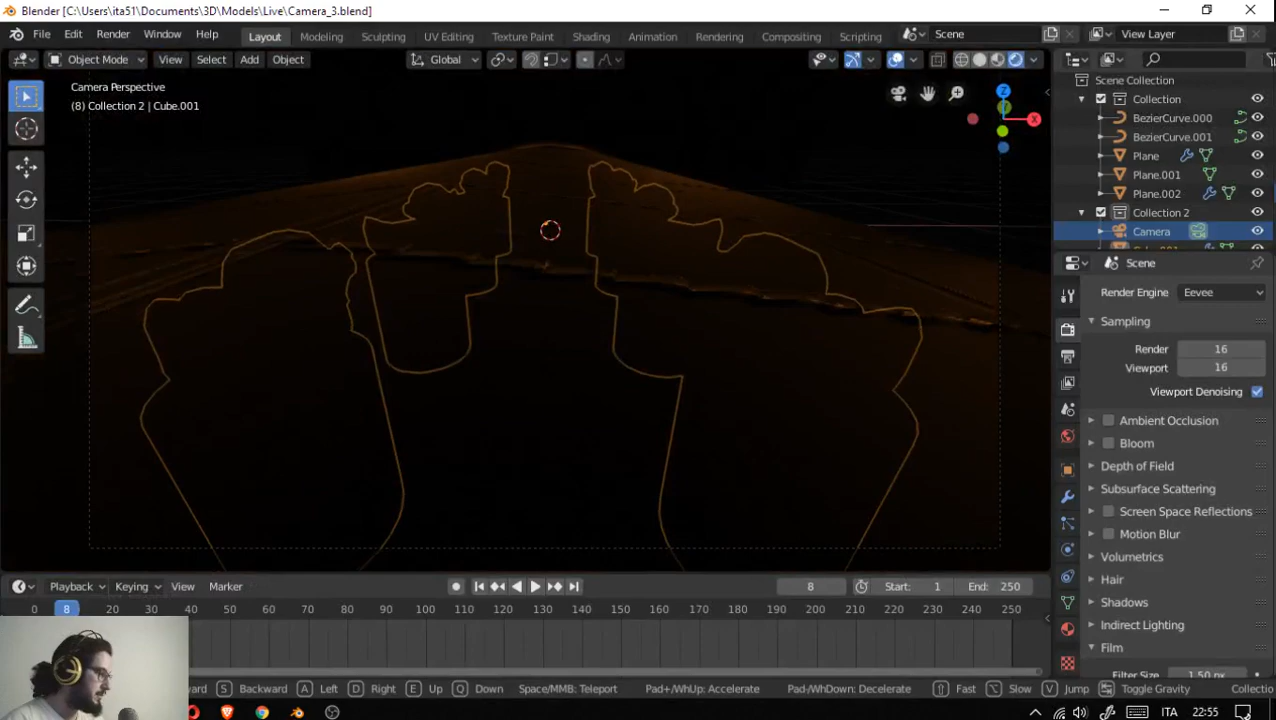 Blender [C:\Users\ita51\Documents\3D\Models\Live\Camera_3.blend]
File Edit Render Window Help Layout Modeling Sculpting UV Editing Texture Paint Shading Animation Rendering Compositing Scripting Scene View Layer
Object Mode View Select Add Object Global
Camera Perspective
(8) Collection 2 | Cube.001
Z
X
Scene Collection
Collection
BezierCurve.000
BezierCurve.001
Plane
Plane.001
Plane.002
Collection 2
Camera
Scene
Render Engine Eevee
Sampling
Render 16
Viewport 16
Viewport Denoising
Ambient Occlusion
Bloom
Depth of Field
Subsurface Scattering
Screen Space Reflections
Motion Blur
Volumetrics
Hair
Shadows
Indirect Lighting
Film
Filter Size 1.50 px
Playback Keying View Marker 8 Start: 1 End: 250
0 8 20 30 40 50 60 70 80 90 100 110 120 130 140 150 160 170 180 190 200 210 220 230 240 250
S Backward A Left D Right E Up Q Down Space/MMB: Teleport Pad+/WhUp: Accelerate Pad-/WhDown: Decelerate Fast Slow V Jump Toggle Gravity
ITA 22:55